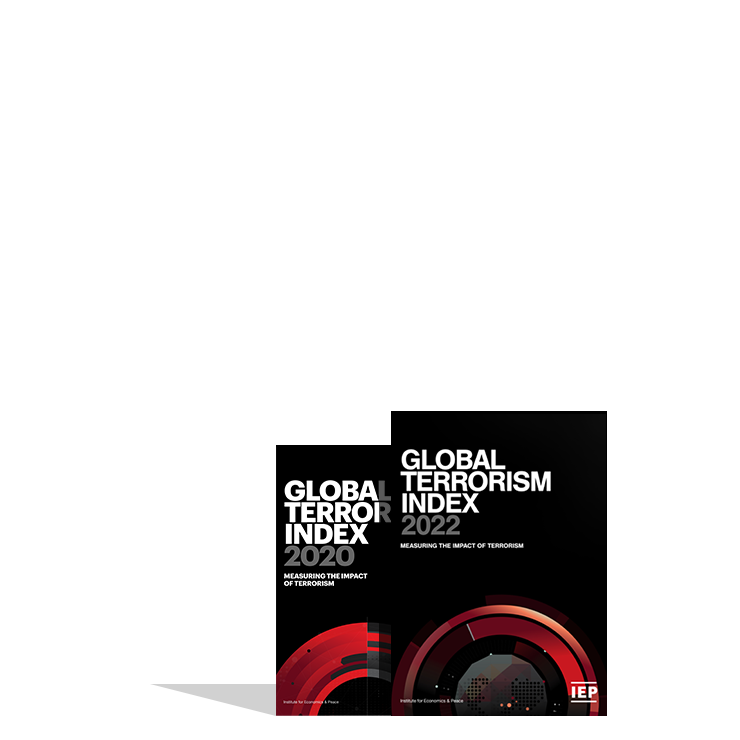 GLOBAL
TERROR
INDEX
2020
MEASURING THE IMPACT
OF TERRORISM
Institute for Economics & Peace
GLOBAL
TERRORISM
INDEX
2022
MEASURING THE IMPACT OF TERRORISM
Institute for Economics & Peace
IEP